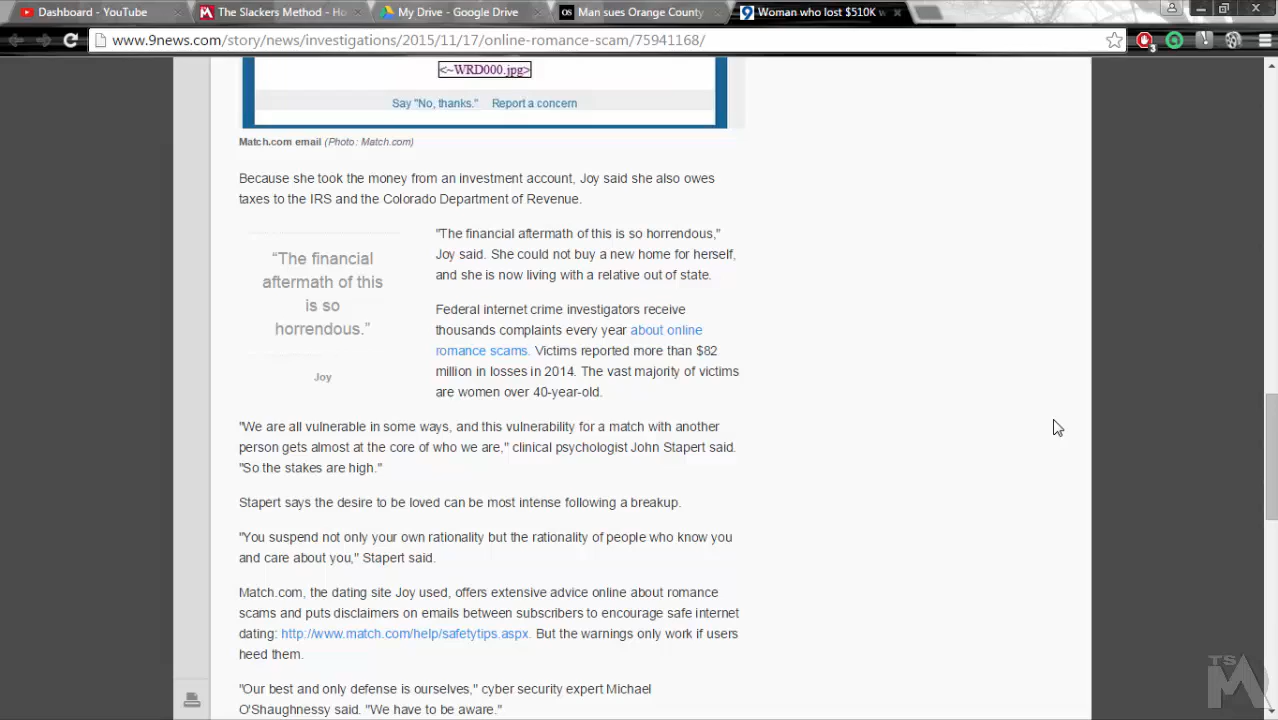 Dashboard - YouTube
The Slackers Method - Ho
My Drive - Google Drive
Man sues Orange County
Woman who lost $510K w
www.9news.com/story/news/investigations/2015/11/17/online-romance-scam/75941168/
3
<~WRD000.jpg>
Say "No, thanks." Report a concern
Match.com email (Photo: Match.com)
Because she took the money from an investment account, Joy said she also owes
taxes to the IRS and the Colorado Department of Revenue.
“The financial
aftermath of this
is so
horrendous.”
Joy
"The financial aftermath of this is so horrendous,"
Joy said. She could not buy a new home for herself,
and she is now living with a relative out of state.
Federal internet crime investigators receive
thousands complaints every year about online
romance scams. Victims reported more than $82
million in losses in 2014. The vast majority of victims
are women over 40-year-old.
"We are all vulnerable in some ways, and this vulnerability for a match with another
person gets almost at the core of who we are," clinical psychologist John Stapert said.
"So the stakes are high."
Stapert says the desire to be loved can be most intense following a breakup.
"You suspend not only your own rationality but the rationality of people who know you
and care about you," Stapert said.
Match.com, the dating site Joy used, offers extensive advice online about romance
scams and puts disclaimers on emails between subscribers to encourage safe internet
dating: http://www.match.com/help/safetytips.aspx. But the warnings only work if users
heed them.
"Our best and only defense is ourselves," cyber security expert Michael
O'Shaughnessy said. "We have to be aware."
TSM